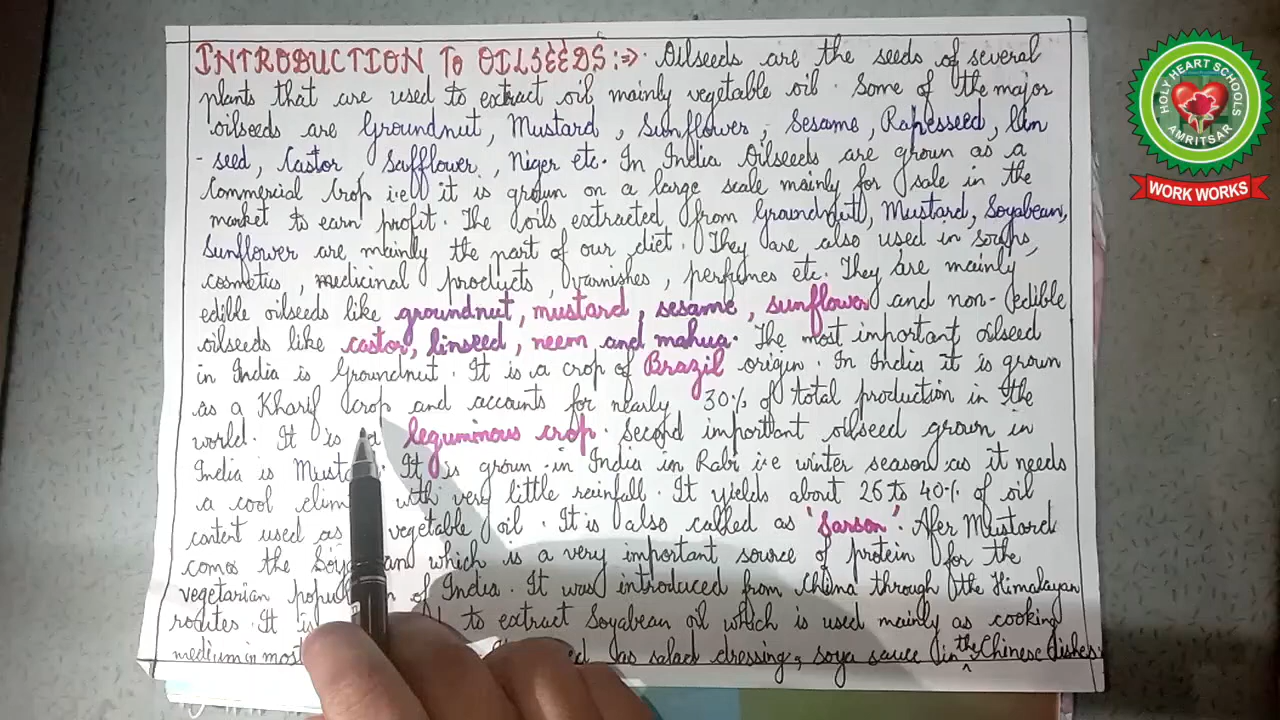 INTRODUCTION To OILSEEDS:⇒ Oilseeds are the seeds of several
plants that are used to extract oil mainly vegetable oil. Some of the major
oilseeds are Groundnut, Mustard, Sunflower, Sesame, Rapesseed, Lin
- seed, Castor Safflower, Niger etc. In India Oilseeds are grown as a
Commercial Crop i.e it is grown on a large scale mainly for sale in the
market to earn profit. The oils extracted from Groundnut, Mustard, Soyabean,
Sunflower are mainly the part of our diet. They are also used in soaps,
cosmetics, medicinal products, varnishes, perfumes etc. They are mainly
edible oilseeds like groundnut, mustard, sesame, sunflower and non-edible
oilseeds like castor, linseed, neem and mahua. The most important oilseed
in India is Groundnut. It is a crop of Brazil origin. In India it is grown
as a Kharif crop and accounts for nearly 30% of total production in the
world. It is a leguminous crop. Second important oilseed grown in
India is It is grown in India in Rabi i.e winter season as it needs
a cool with very little rainfall. It yields about 26 to 40% of oil
content used as vegetable oil. It is also called as 'Sarson'. Afer Mustard
comes the which is a very important source of protein for the
vegetarian of India. It was introduced from China through the Himalayan
routes. It to extract Soyabean oil which is used mainly as cooking
medium in most as salad dressing, soya sauce in the Chinese dishes.
HOLY HEART SCHOOLS
AMRITSAR
WORK WORKS